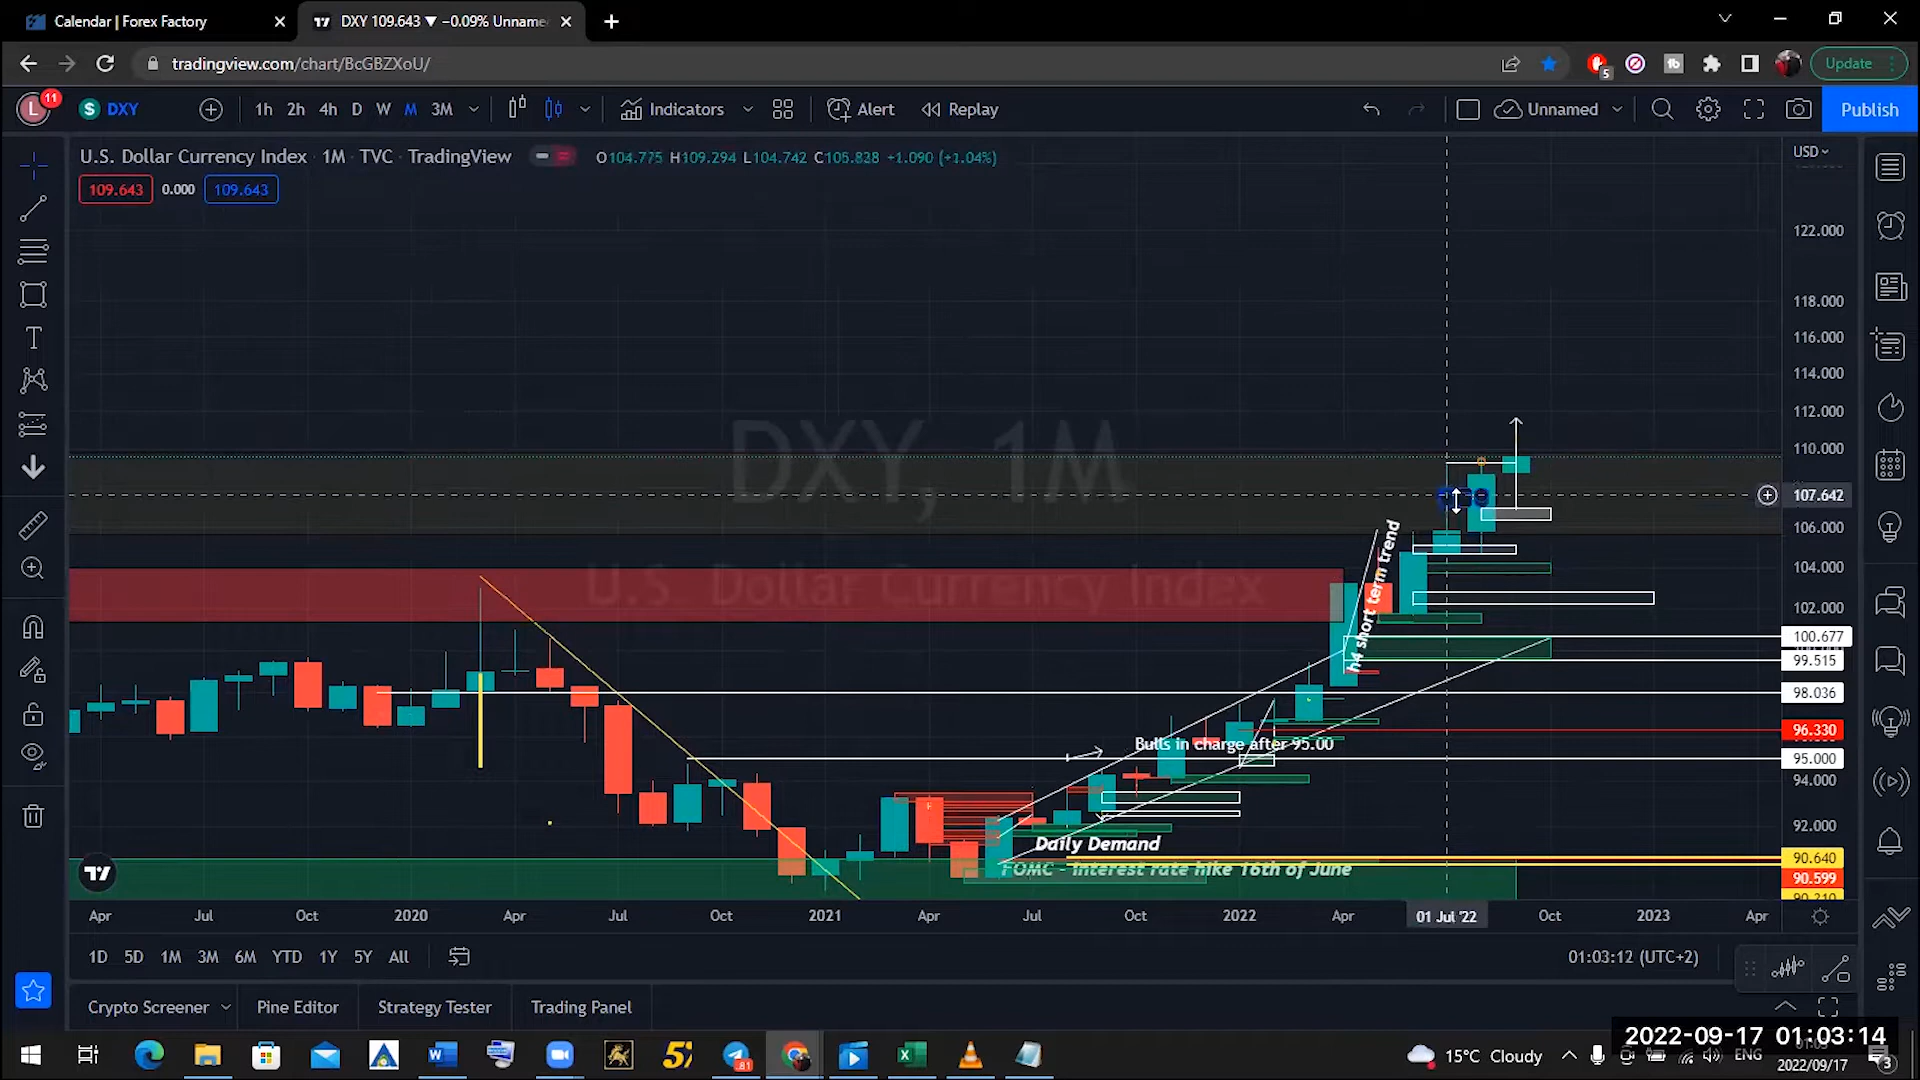 Calendar | Forex Factory
DXY 109.643 ▼ −0.09% Unname
tradingview.com/chart/BcGBZXoU/
5
Update
L
11
S
DXY
1h 2h 4h D W M 3M
Indicators
Alert
Replay
Unnamed
Publish
U.S. Dollar Currency Index · 1M · TVC · TradingView
O104.775 H109.294 L104.742 C105.828 +1.090 (+1.04%)
109.643 0.000 109.643
USD
122.000
118.000
116.000
114.000
112.000
110.000
107.642
106.000
104.000
102.000
100.677
99.515
98.036
96.330
95.000
94.000
92.000
90.640
90.599
DXY, 1M
U.S. Dollar Currency Index
h4 short term trend
Bulls in charge after 95.00
Daily Demand
FOMC - interest rate hike 16th of June
Apr Jul Oct 2020 Apr Jul Oct 2021 Apr Jul Oct 2022 Apr 01 Jul '22 Oct 2023 Apr
1D 5D 1M 3M 6M YTD 1Y 5Y All
01:03:12 (UTC+2)
Crypto Screener
Pine Editor
Strategy Tester
Trading Panel
2022-09-17 01:03:14
57
81
15°C Cloudy
ENG
2022/09/17
3